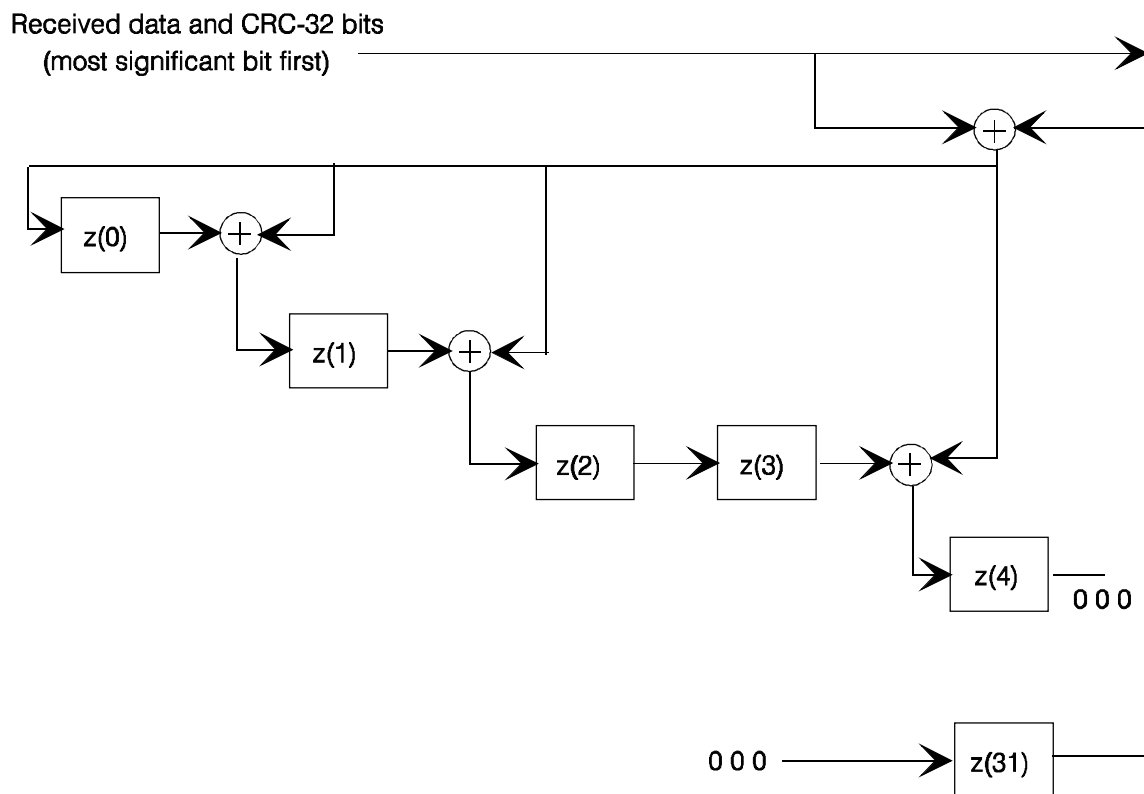 Received data and CRC-32 bits
(most significant bit first)
z(0)
z(1)
z(2)
z(3)
z(4)
0 0 0
0 0 0
z(31)